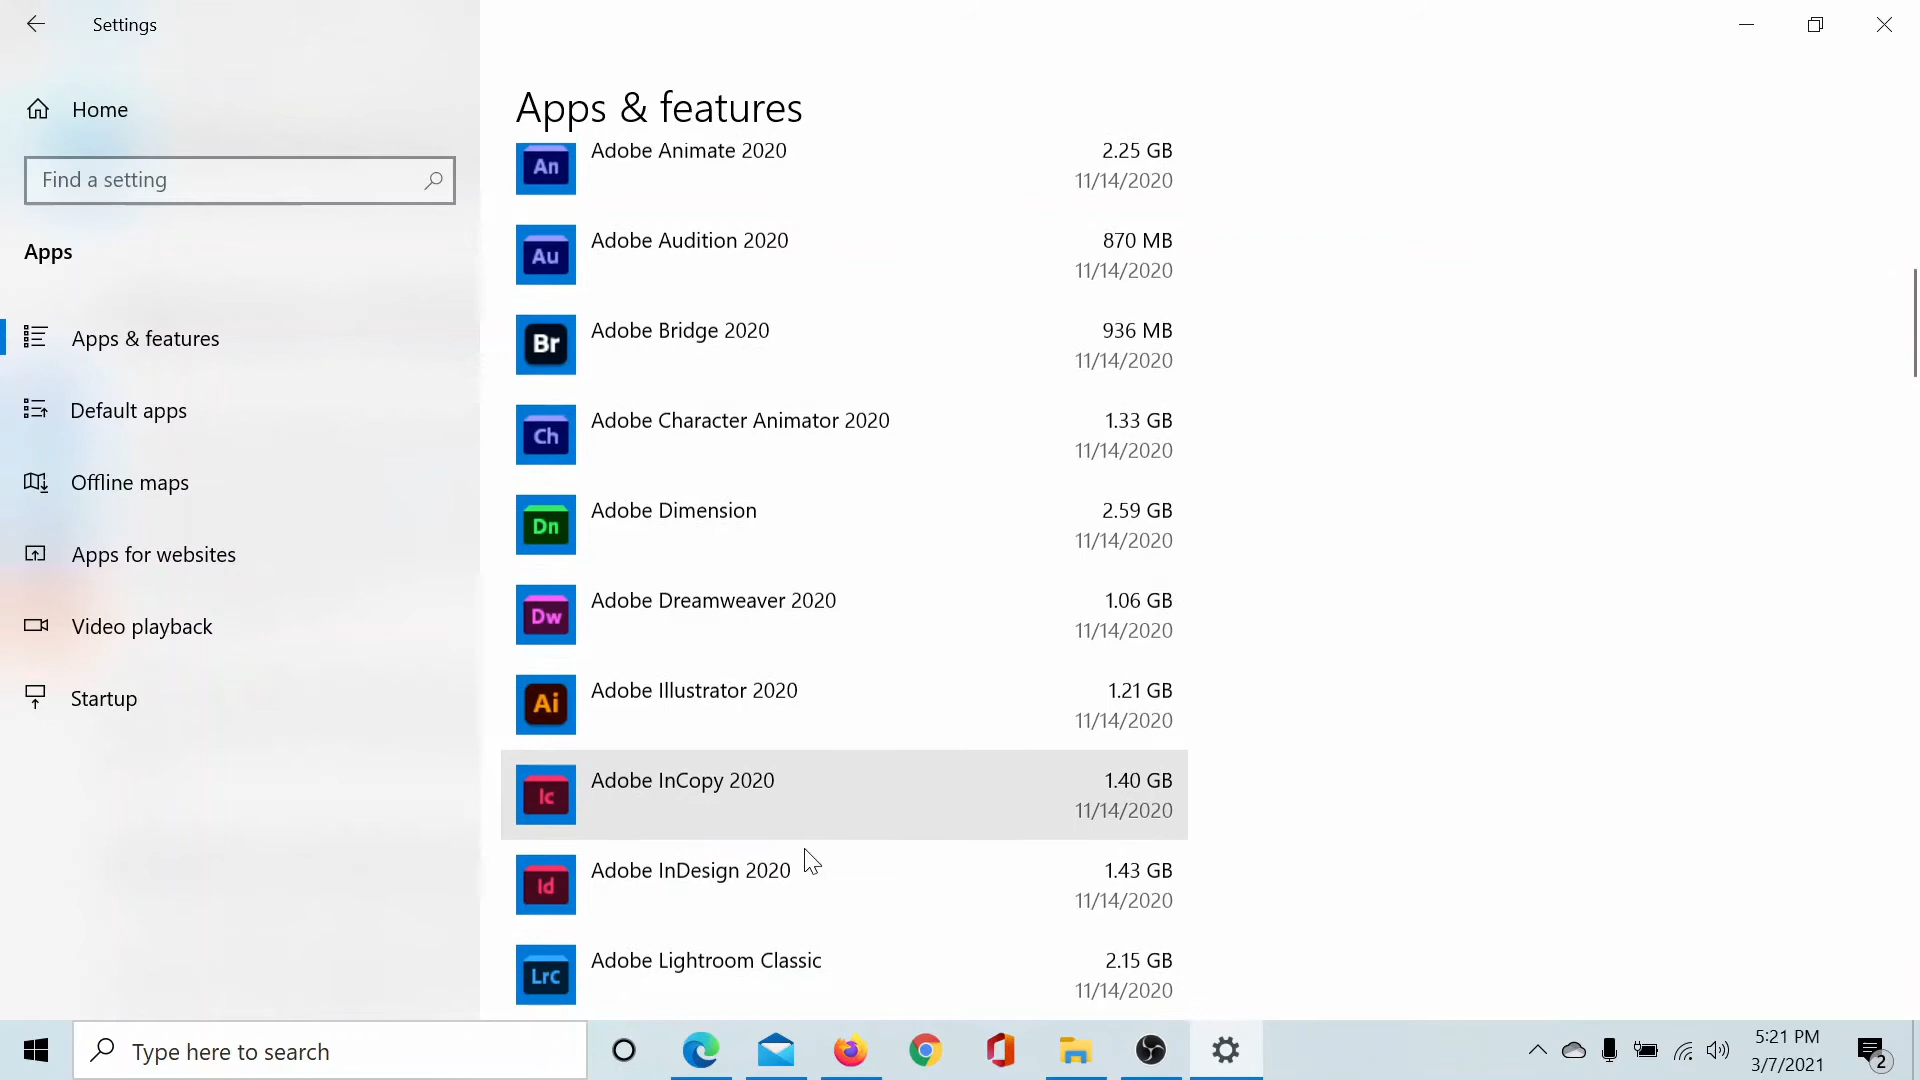 Settings
Home
Find a setting
Apps
Apps & features
Default apps
Offline maps
Apps for websites
Video playback
Startup
Apps & features
An
Adobe Animate 2020
2.25 GB
11/14/2020
Au
Adobe Audition 2020
870 MB
11/14/2020
Br
Adobe Bridge 2020
936 MB
11/14/2020
Ch
Adobe Character Animator 2020
1.33 GB
11/14/2020
Dn
Adobe Dimension
2.59 GB
11/14/2020
Dw
Adobe Dreamweaver 2020
1.06 GB
11/14/2020
Ai
Adobe Illustrator 2020
1.21 GB
11/14/2020
Ic
Adobe InCopy 2020
1.40 GB
11/14/2020
Id
Adobe InDesign 2020
1.43 GB
11/14/2020
LrC
Adobe Lightroom Classic
2.15 GB
11/14/2020
Type here to search
5:21 PM
3/7/2021
2